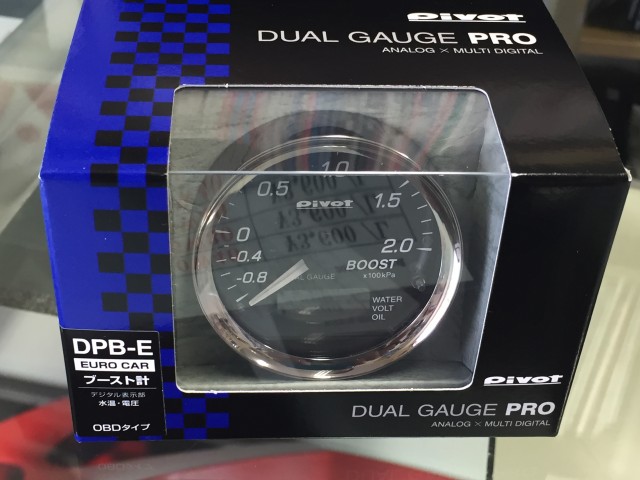 Pivot
DUAL GAUGE PRO
ANALOG × MULTI DIGITAL
1.0
0.5
1.5
Pivot
0
2.0
-0.4
BOOST
-0.8
DUAL GAUGE
x100kPa
WATER
VOLT
OIL
DPB-E
EURO CAR
ブースト計
デジタル表示部
水温・電圧
OBDタイプ
Pivot
DUAL GAUGE PRO
ANALOG × MULTI DIGITAL